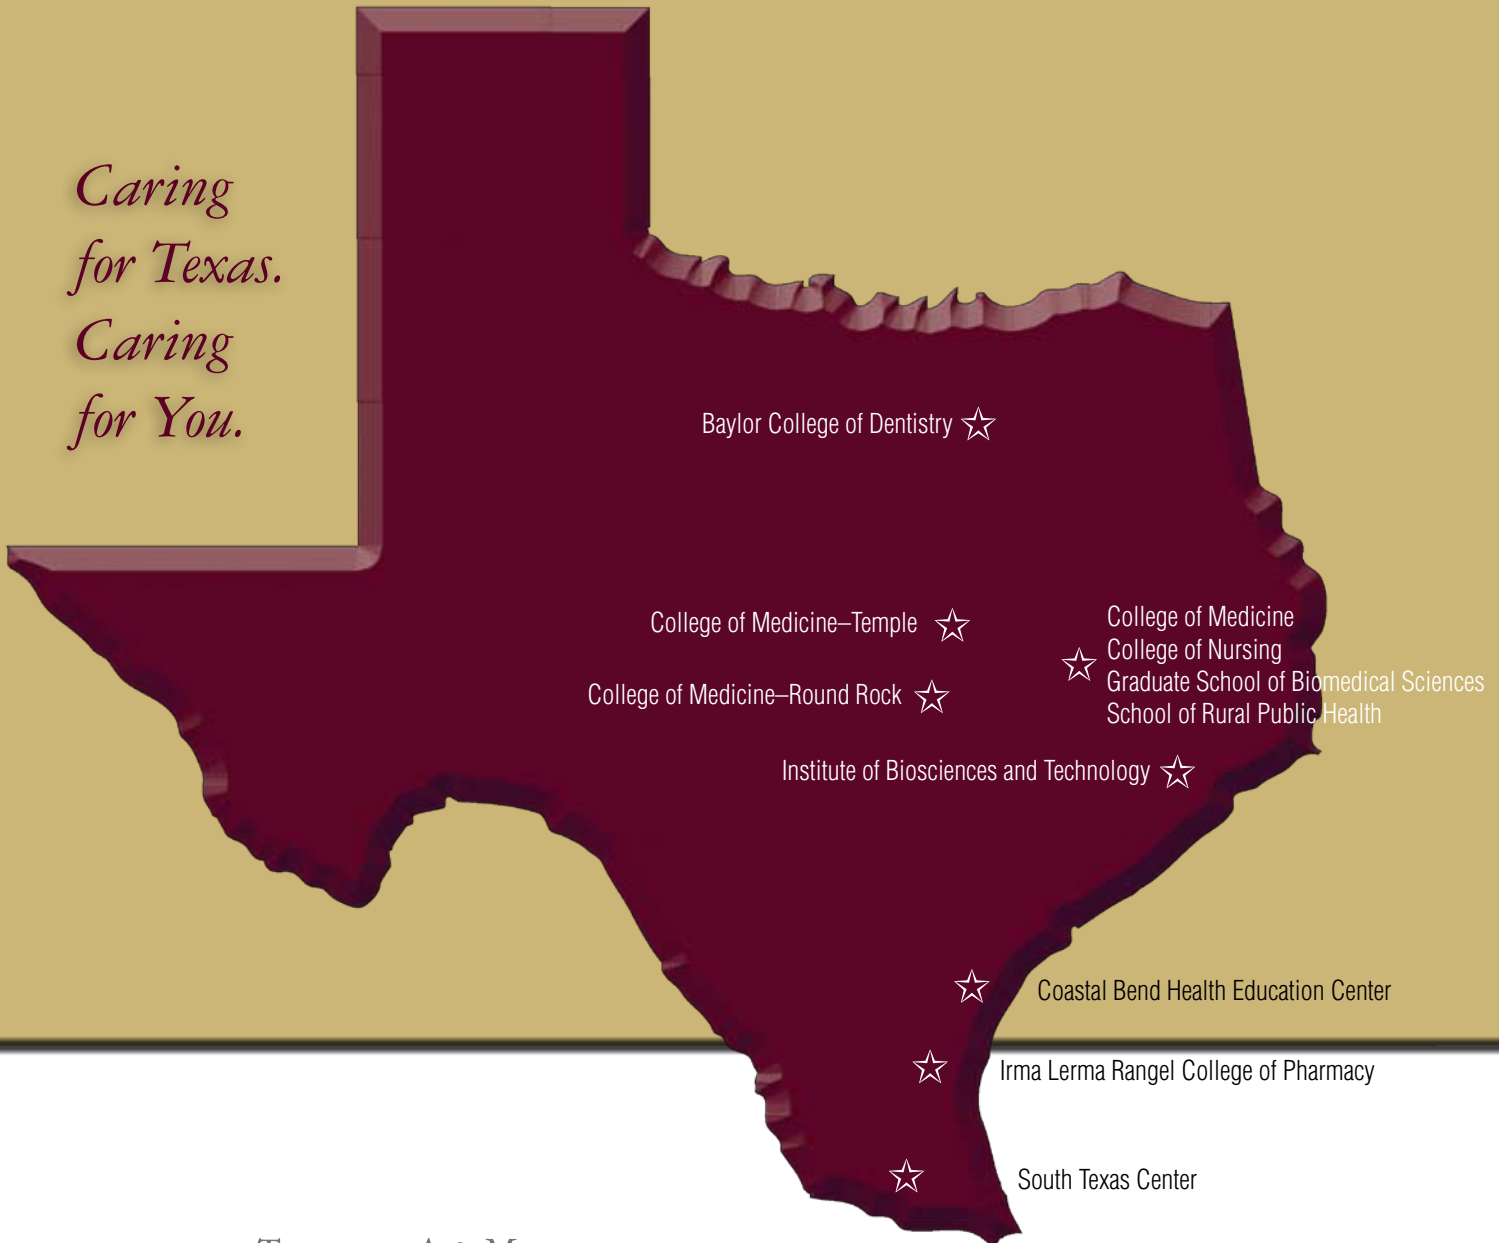 Caring
for Texas.
Caring
for You.
Baylor College of Dentistry
College of Medicine–Temple
College of Medicine–Round Rock
College of Medicine
College of Nursing
Graduate School of Biomedical Sciences
School of Rural Public Health
Institute of Biosciences and Technology
Coastal Bend Health Education Center
Irma Lerma Rangel College of Pharmacy
South Texas Center